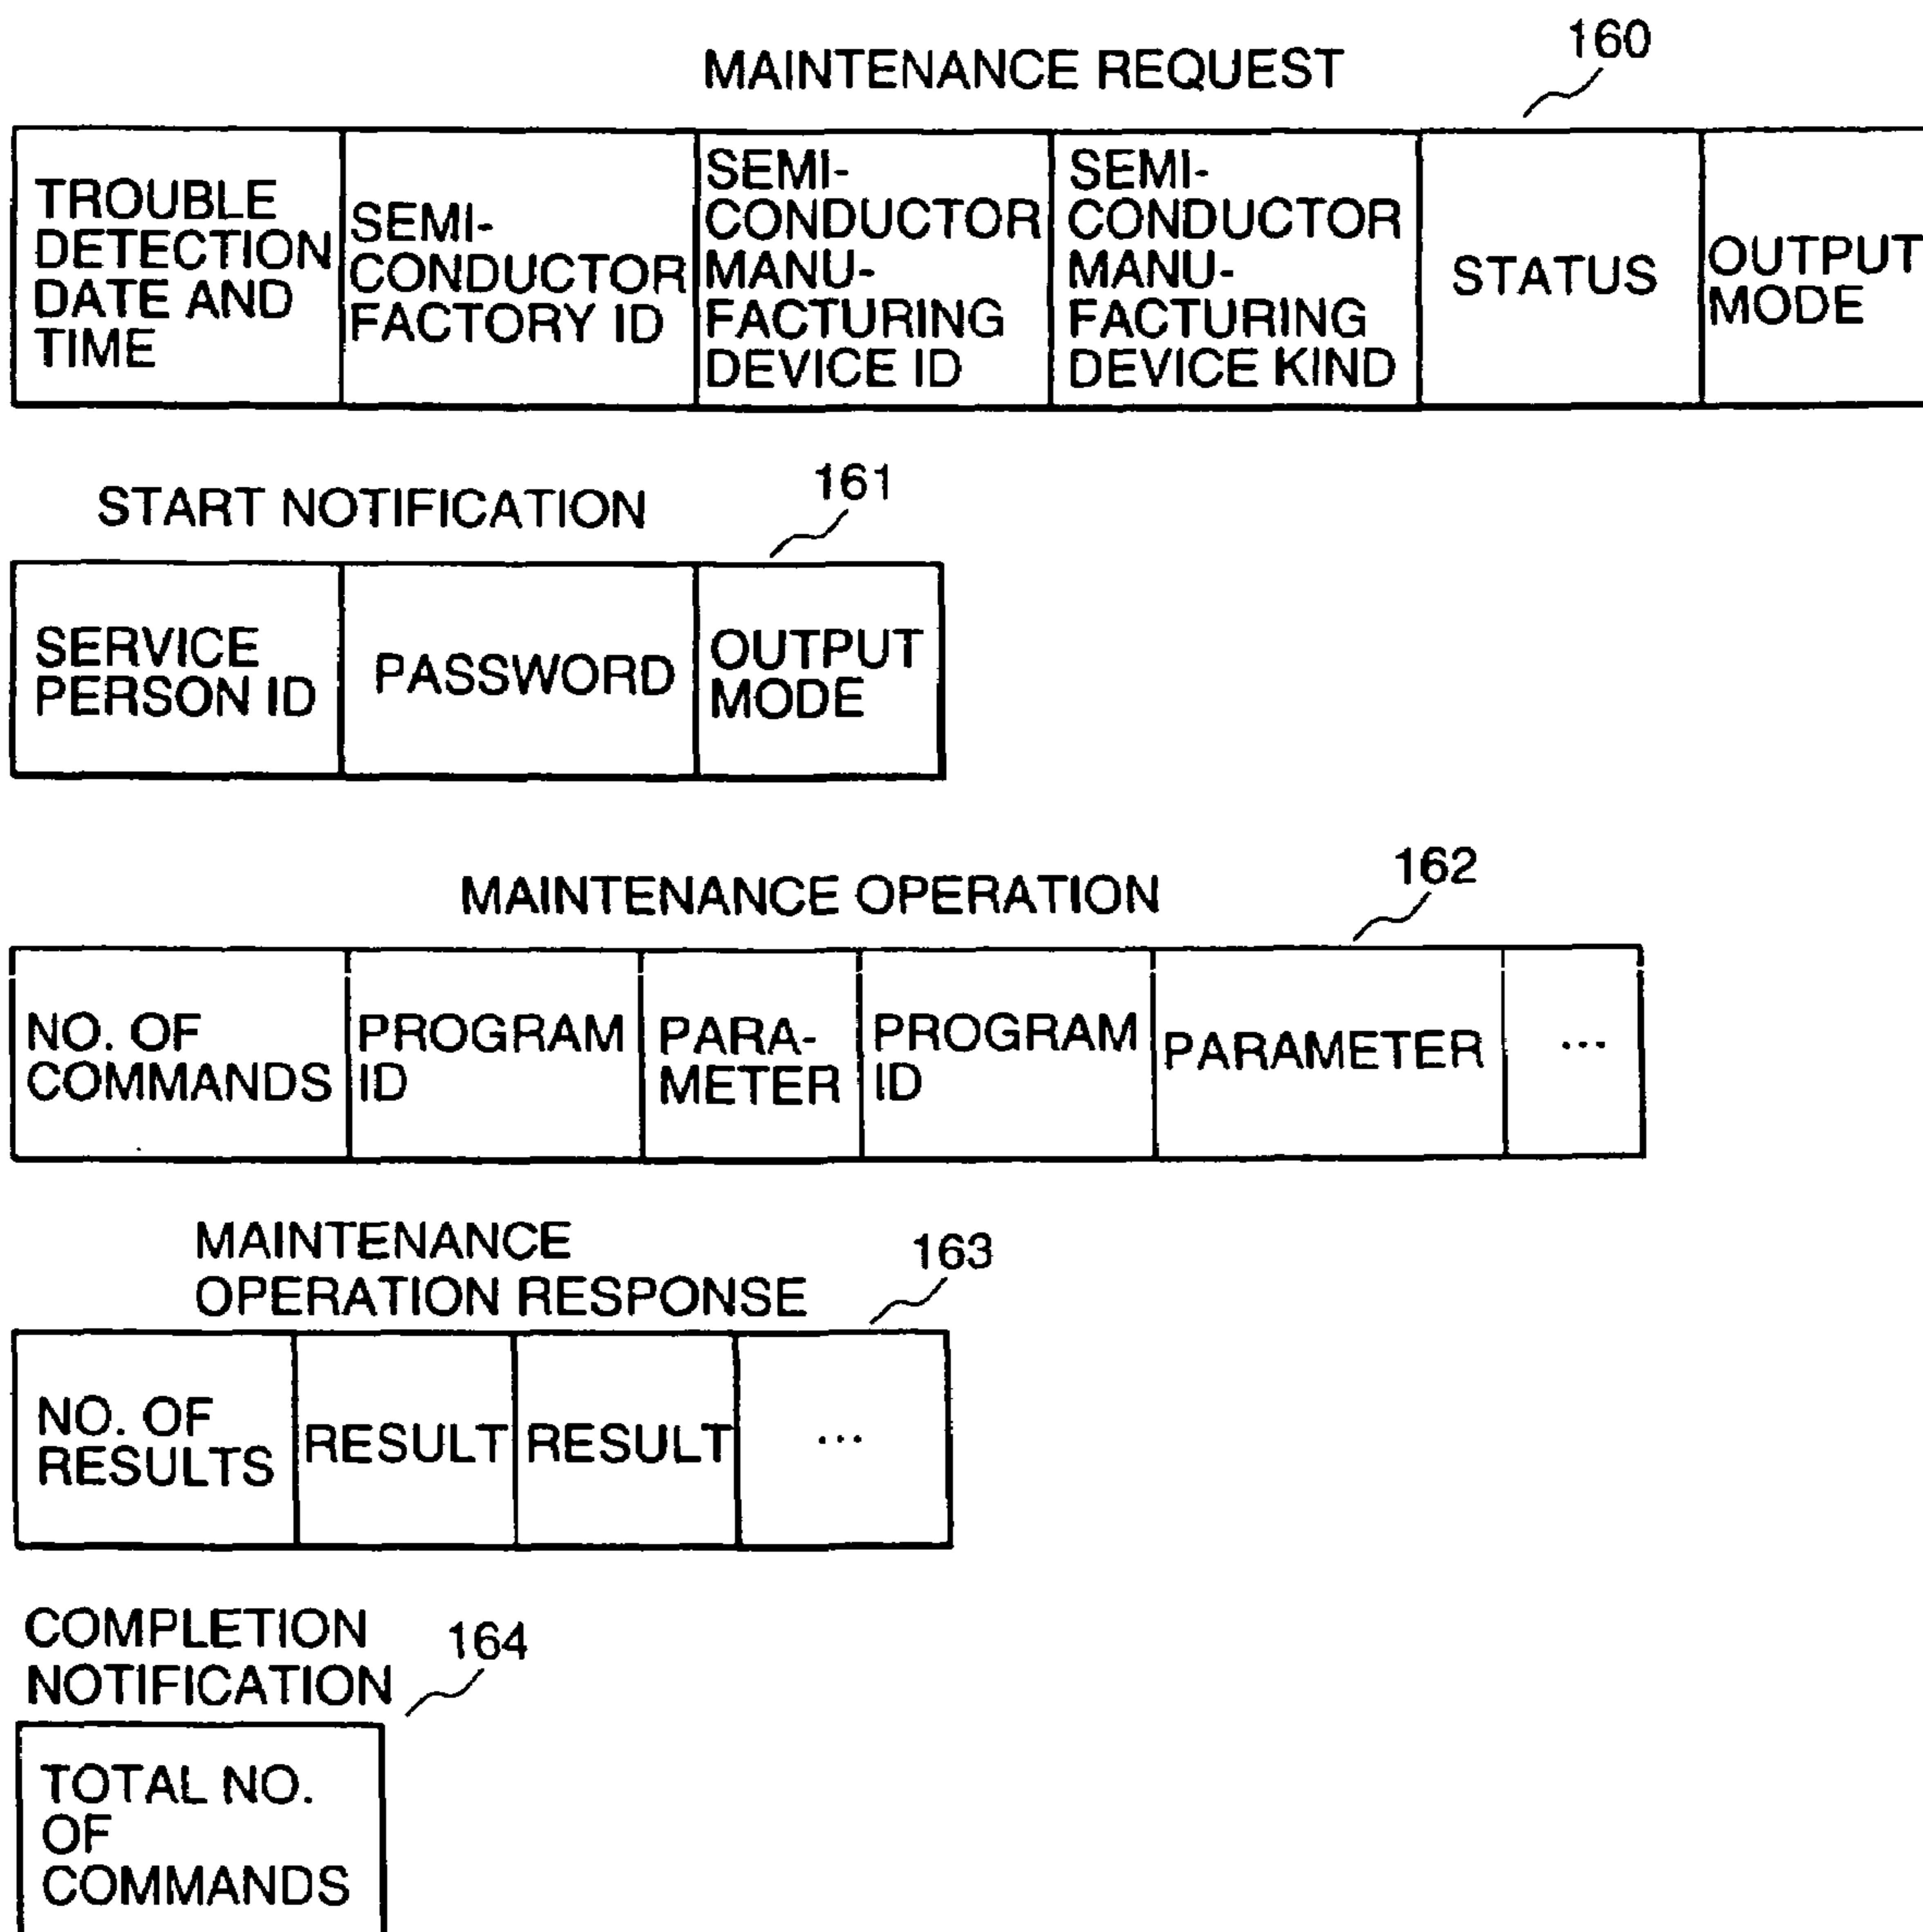 MAINTENANCE REQUEST
160
TROUBLE
DETECTION
DATE AND
TIME
SEMI-
CONDUCTOR
FACTORY ID
SEMI-
CONDUCTOR
MANU-
FACTURING
DEVICE ID
SEMI-
CONDUCTOR
MANU-
FACTURING
DEVICE KIND
STATUS
OUTPUT
MODE
START NOTIFICATION
161
SERVICE
PERSON ID
PASSWORD
OUTPUT
MODE
MAINTENANCE OPERATION
162
NO. OF
COMMANDS
PROGRAM
ID
PARA-
METER
PROGRAM
ID
PARAMETER
...
MAINTENANCE
OPERATION RESPONSE
163
NO. OF
RESULTS
RESULT
RESULT
...
COMPLETION
NOTIFICATION
164
TOTAL NO.
OF
COMMANDS